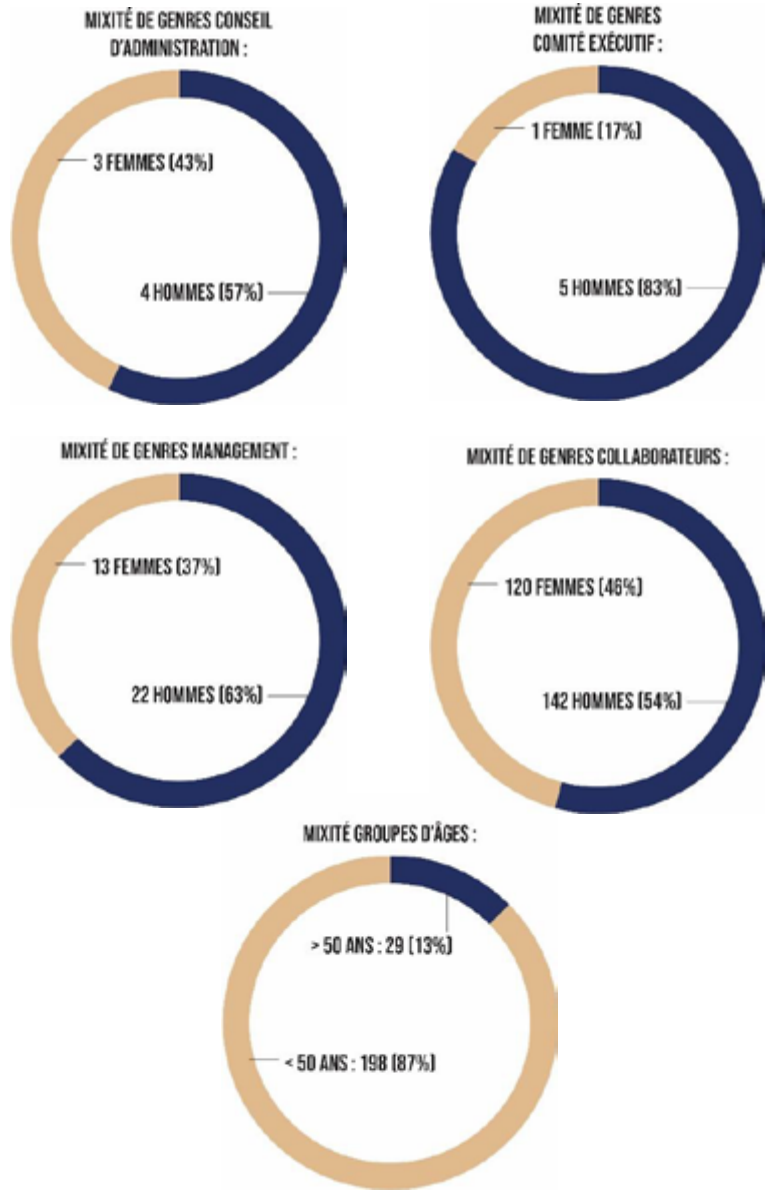 MIXITÉ DE GENRES CONSEIL
D'ADMINISTRATION :
3 FEMMES (43%)
4 HOMMES (57%)
MIXITÉ DE GENRES
COMITÉ EXÉCUTIF :
1 FEMME (17%)
5 HOMMES (83%)
MIXITÉ DE GENRES MANAGEMENT :
13 FEMMES (37%)
22 HOMMES (63%)
MIXITÉ DE GENRES COLLABORATEURS :
120 FEMMES (46%)
142 HOMMES (54%)
MIXITÉ GROUPES D'ÂGES :
> 50 ANS : 29 (13%)
< 50 ANS : 198 (87%)